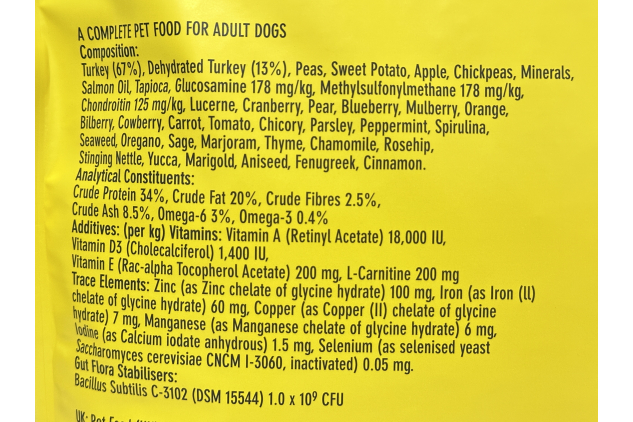 A COMPLETE PET FOOD FOR ADULT DOGS
Composition:
Turkey (67%), Dehydrated Turkey (13%), Peas, Sweet Potato, Apple, Chickpeas, Minerals,
Salmon Oil, Tapioca, Glucosamine 178 mg/kg, Methylsulfonylmethane 178 mg/kg,
Chondroitin 125 mg/kg, Lucerne, Cranberry, Pear, Blueberry, Mulberry, Orange,
Bilberry, Cowberry, Carrot, Tomato, Chicory, Parsley, Peppermint, Spirulina,
Seaweed, Oregano, Sage, Marjoram, Thyme, Chamomile, Rosehip,
Stinging Nettle, Yucca, Marigold, Aniseed, Fenugreek, Cinnamon.
Analytical Constituents:
Crude Protein 34%, Crude Fat 20%, Crude Fibres 2.5%,
Crude Ash 8.5%, Omega-6 3%, Omega-3 0.4%
Additives: (per kg) Vitamins: Vitamin A (Retinyl Acetate) 18,000 IU,
Vitamin D3 (Cholecalciferol) 1,400 IU,
Vitamin E (Rac-alpha Tocopherol Acetate) 200 mg, L-Carnitine 200 mg
Trace Elements: Zinc (as Zinc chelate of glycine hydrate) 100 mg, Iron (as Iron (ll)
chelate of glycine hydrate) 60 mg, Copper (as Copper (II) chelate of glycine
hydrate) 7 mg, Manganese (as Manganese chelate of glycine hydrate) 6 mg,
Iodine (as Calcium iodate anhydrous) 1.5 mg, Selenium (as selenised yeast
Saccharomyces cerevisiae CNCM I-3060, inactivated) 0.05 mg.
Gut Flora Stabilisers:
Bacillus Subtilis C-3102 (DSM 15544) 1.0 x 10⁹ CFU
UK: Pet Food